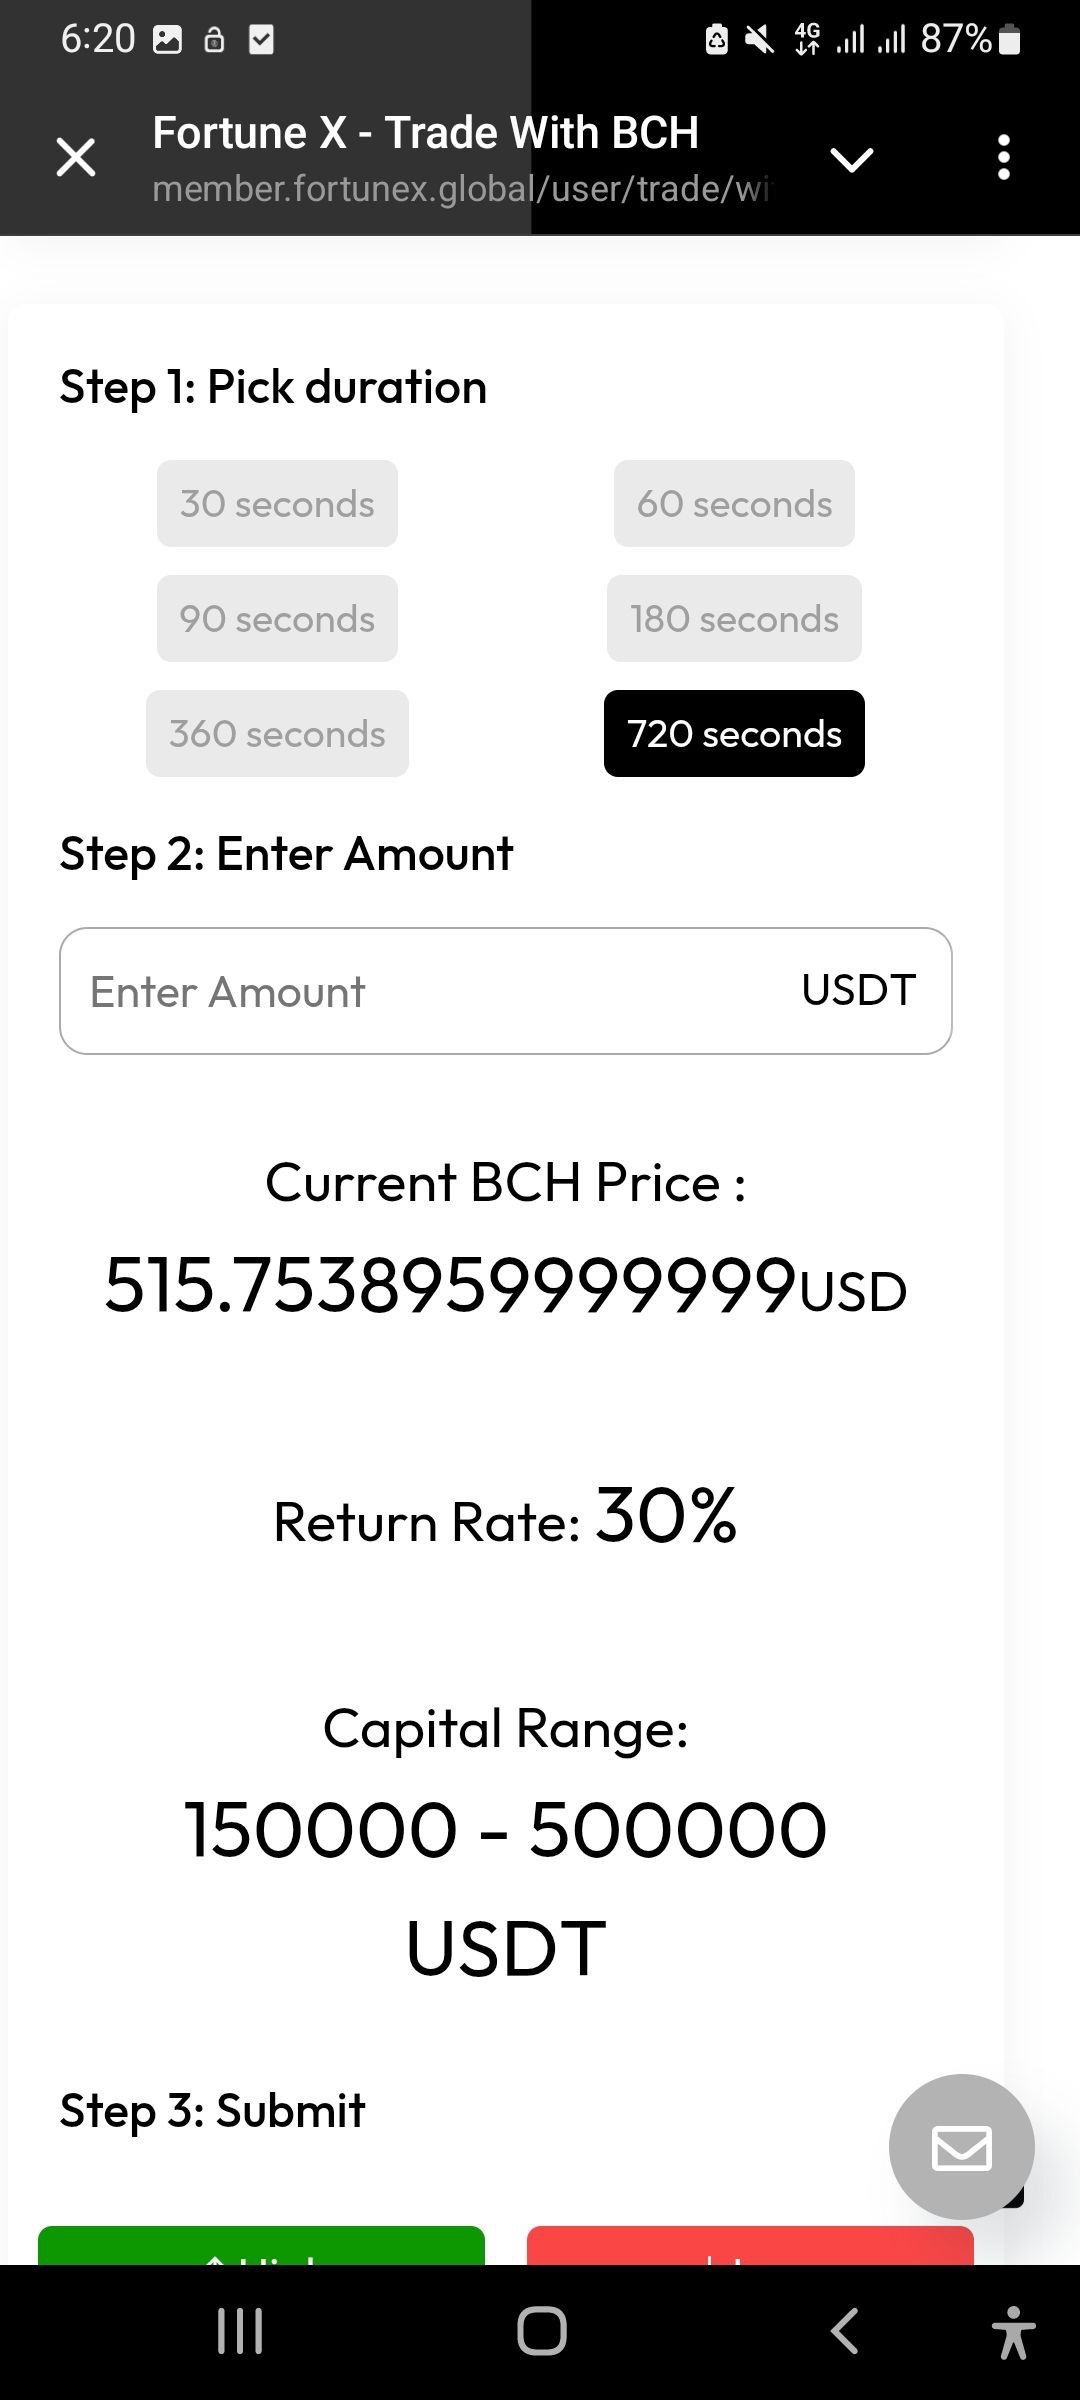 6:20
4G 87%
Fortune X - Trade With BCH
member.fortunex.global/user/trade/wi
Step 1: Pick duration
30 seconds 60 seconds
90 seconds 180 seconds
360 seconds 720 seconds
Step 2: Enter Amount
Enter Amount USDT
Current BCH Price :
515.7538959999999USD
Return Rate: 30%
Capital Range:
150000 - 500000
USDT
Step 3: Submit